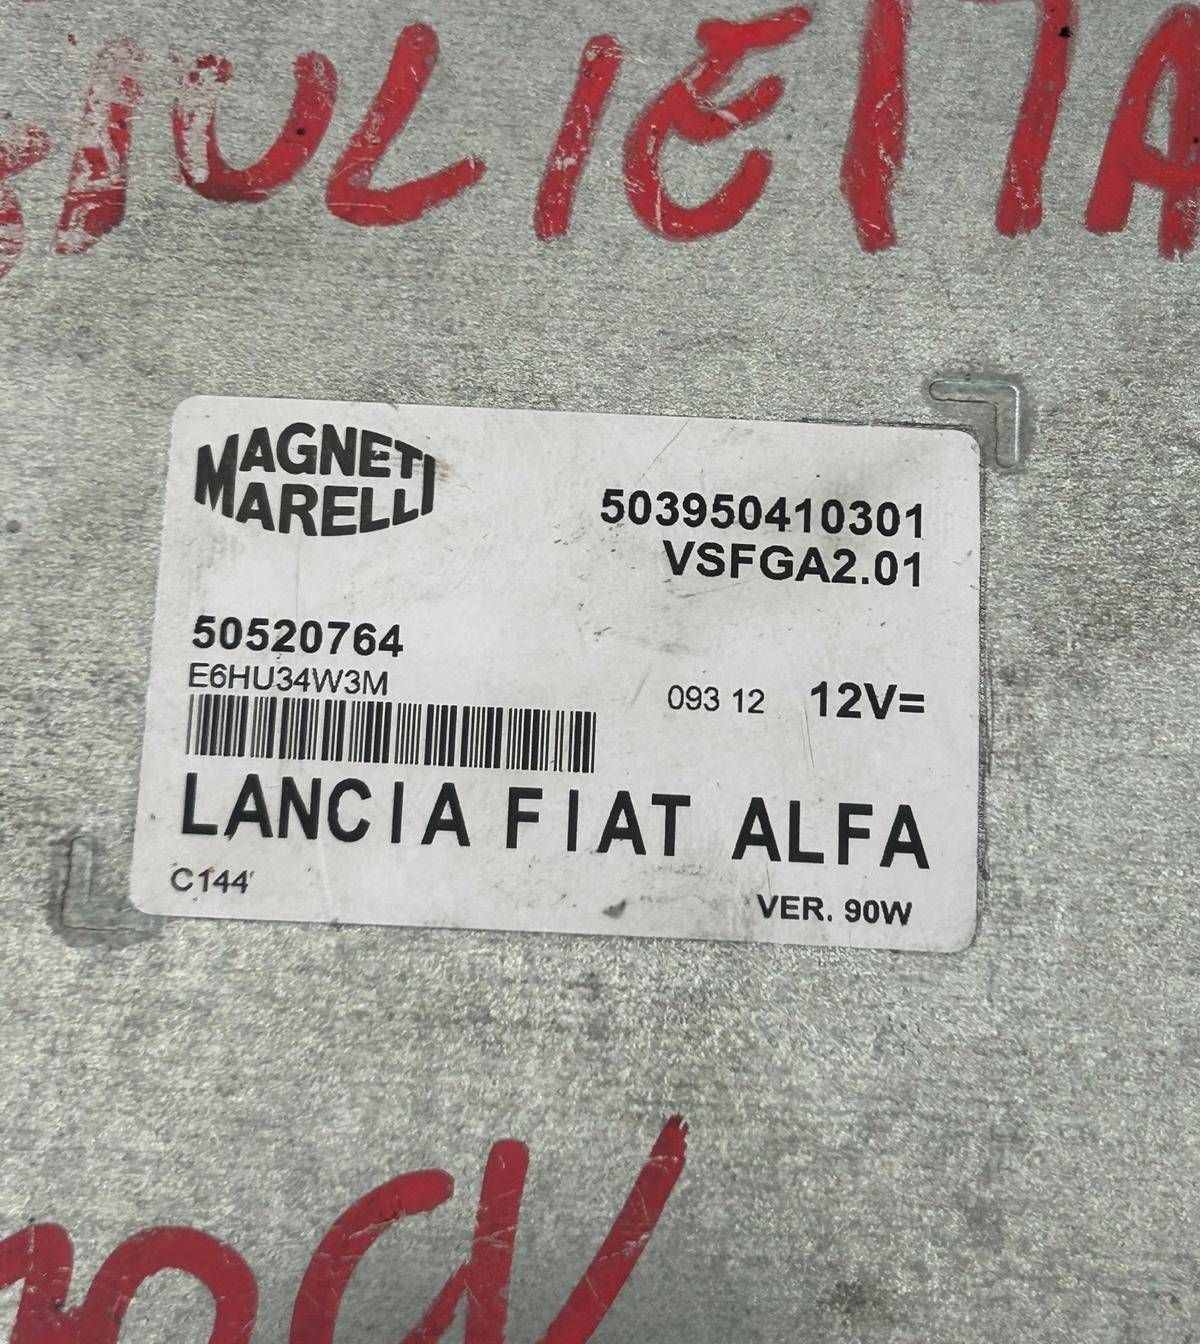 GIULIETTA
MAGNETI
MARELLI
503950410301
VSFGA2.01
50520764
E6HU34W3M
093 12 12V=
LANCIA FIAT ALFA
C144
VER. 90W